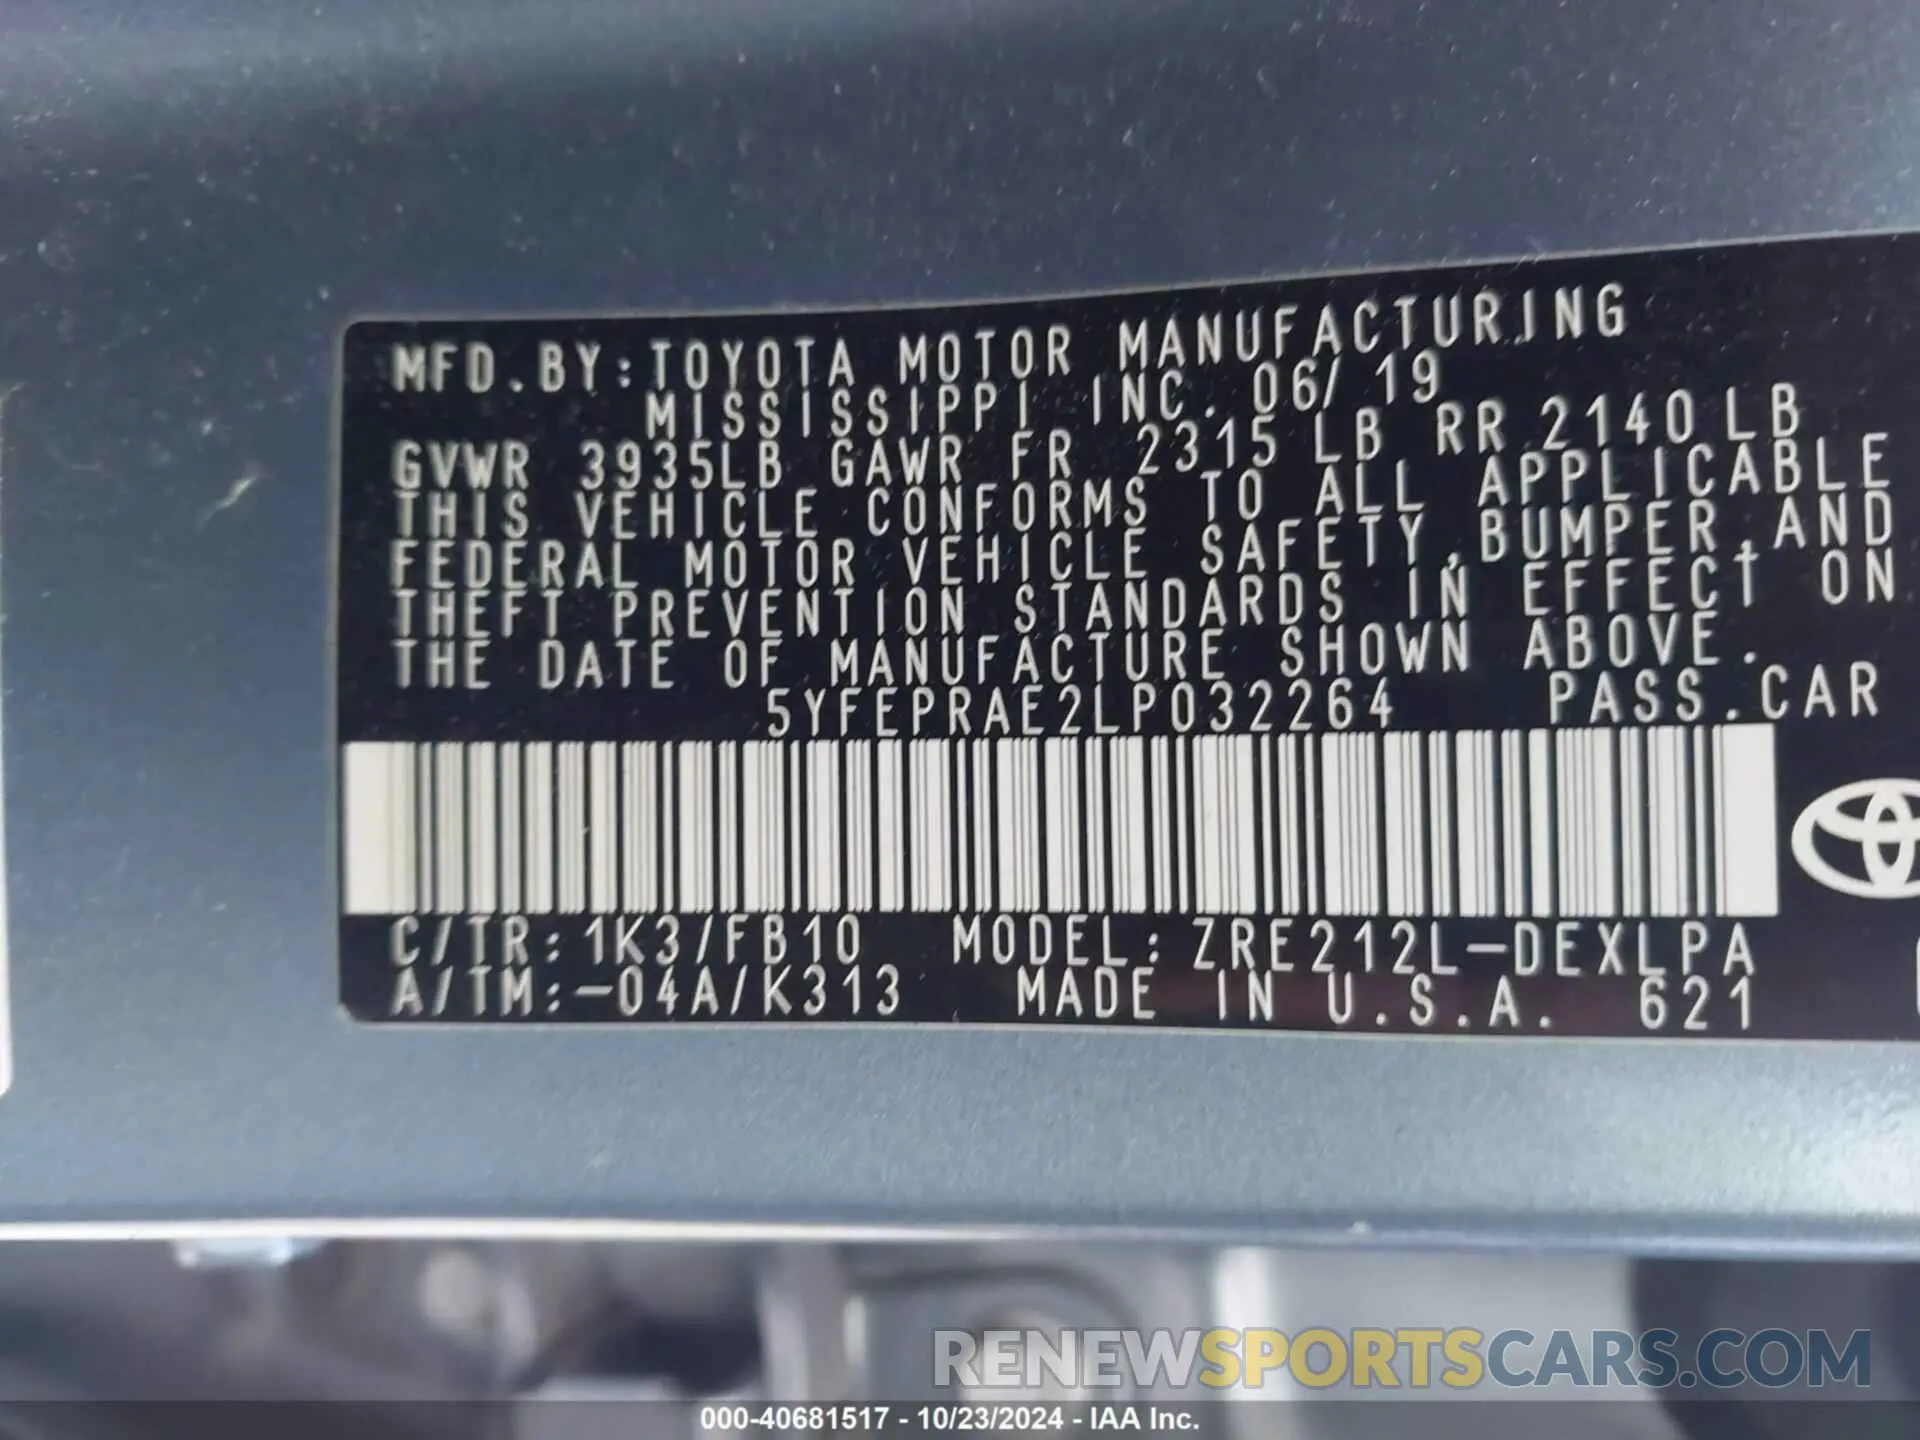 MFD.BY:TOYOTA MOTOR MANUFACTURING
MISSISSIPPI INC. 06/19
GVWR 3935LB GAWR FR 2315LB RR 2140LB
THIS VEHICLE CONFORMS TO ALL APPLICABLE
FEDERAL MOTOR VEHICLE SAFETY,BUMPER,AND
THEFT PREVENTION STANDARDS IN EFFECT ON
THE DATE OF MANUFACTURE SHOWN ABOVE.
5YFEPRAE2LP032264 PASS.CAR
C/TR:1K3/FB10 MODEL:ZRE212L-DEXLPA
A/TM:-04A/K313 MADE IN U.S.A. 621
RENEWSPORTSCARS.COM
000-40681517 - 10/23/2024 - IAA Inc.